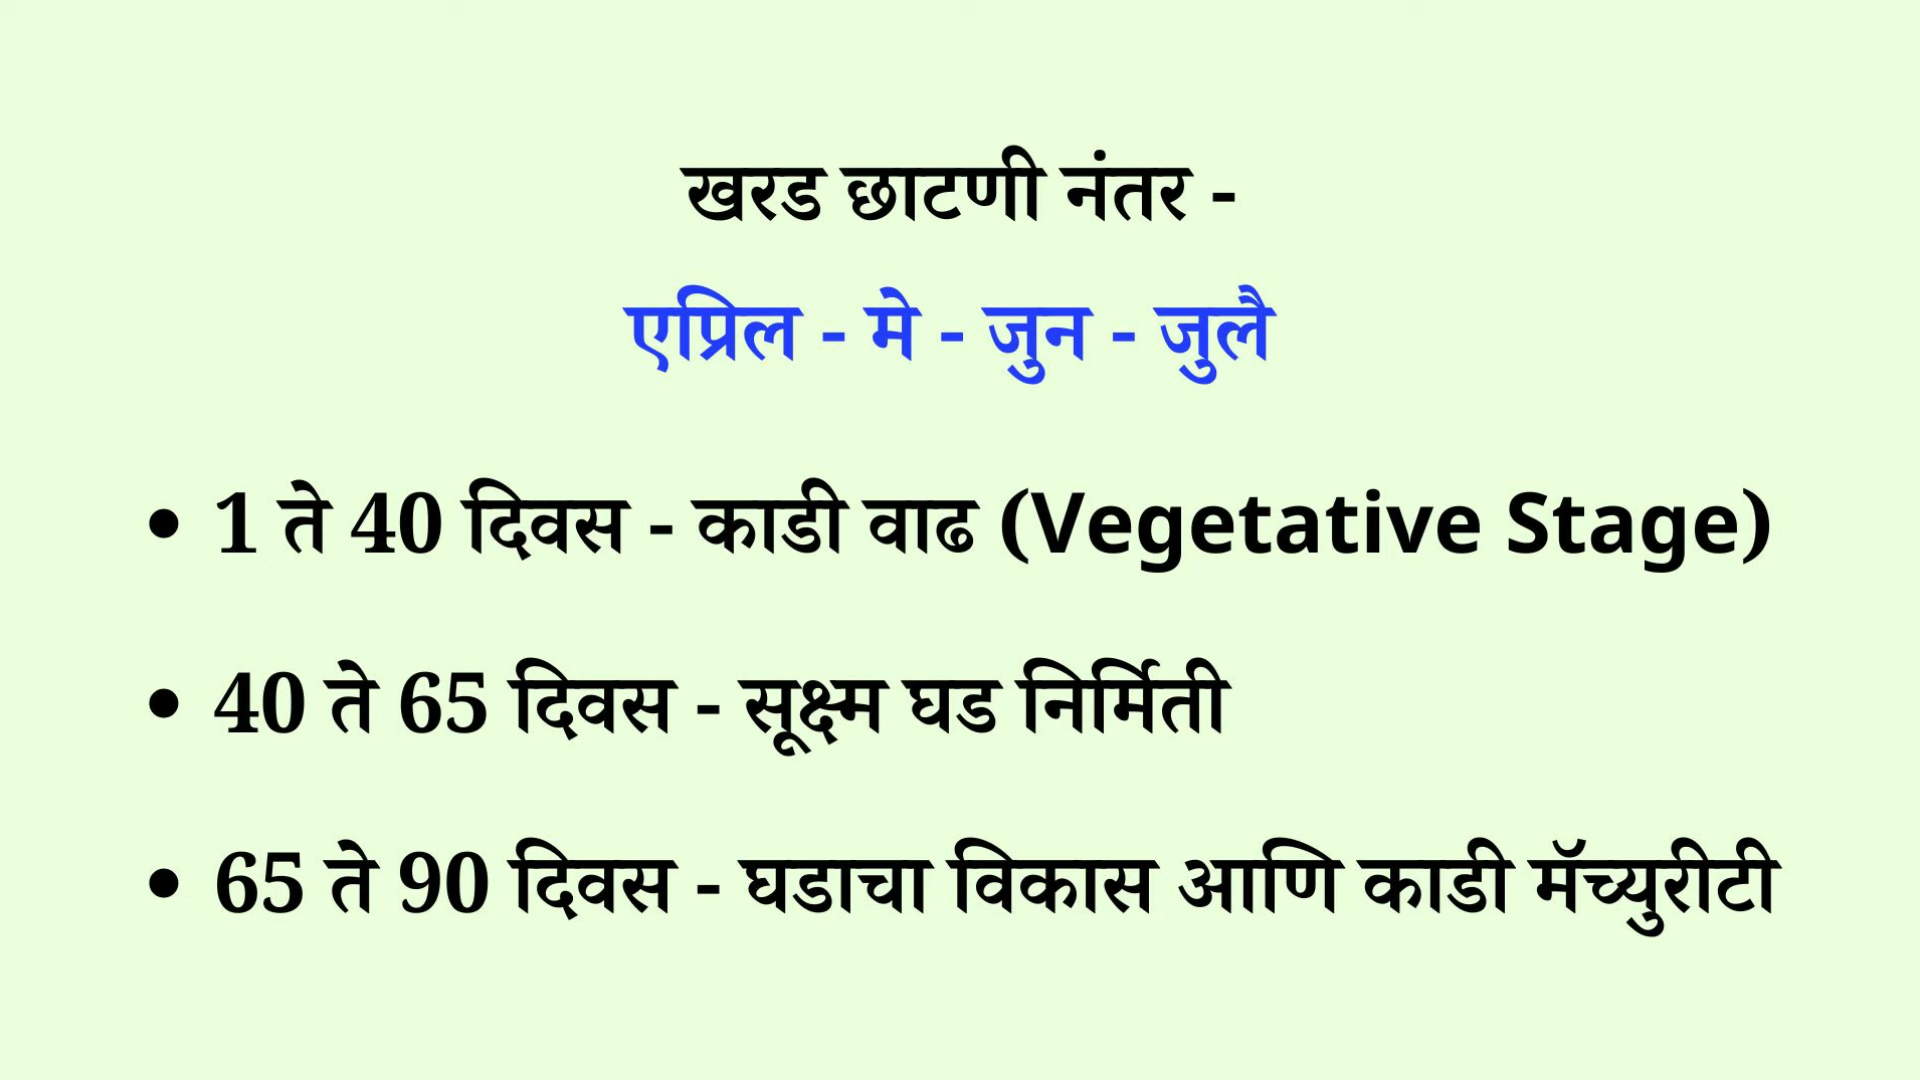 खरड छाटणी नंतर -
एप्रिल - मे - जुन - जुलै
• 1 ते 40 दिवस - काडी वाढ (Vegetative Stage)
• 40 ते 65 दिवस - सूक्ष्म घड निर्मिती
• 65 ते 90 दिवस - घडाचा विकास आणि काडी मॅच्युरीटी